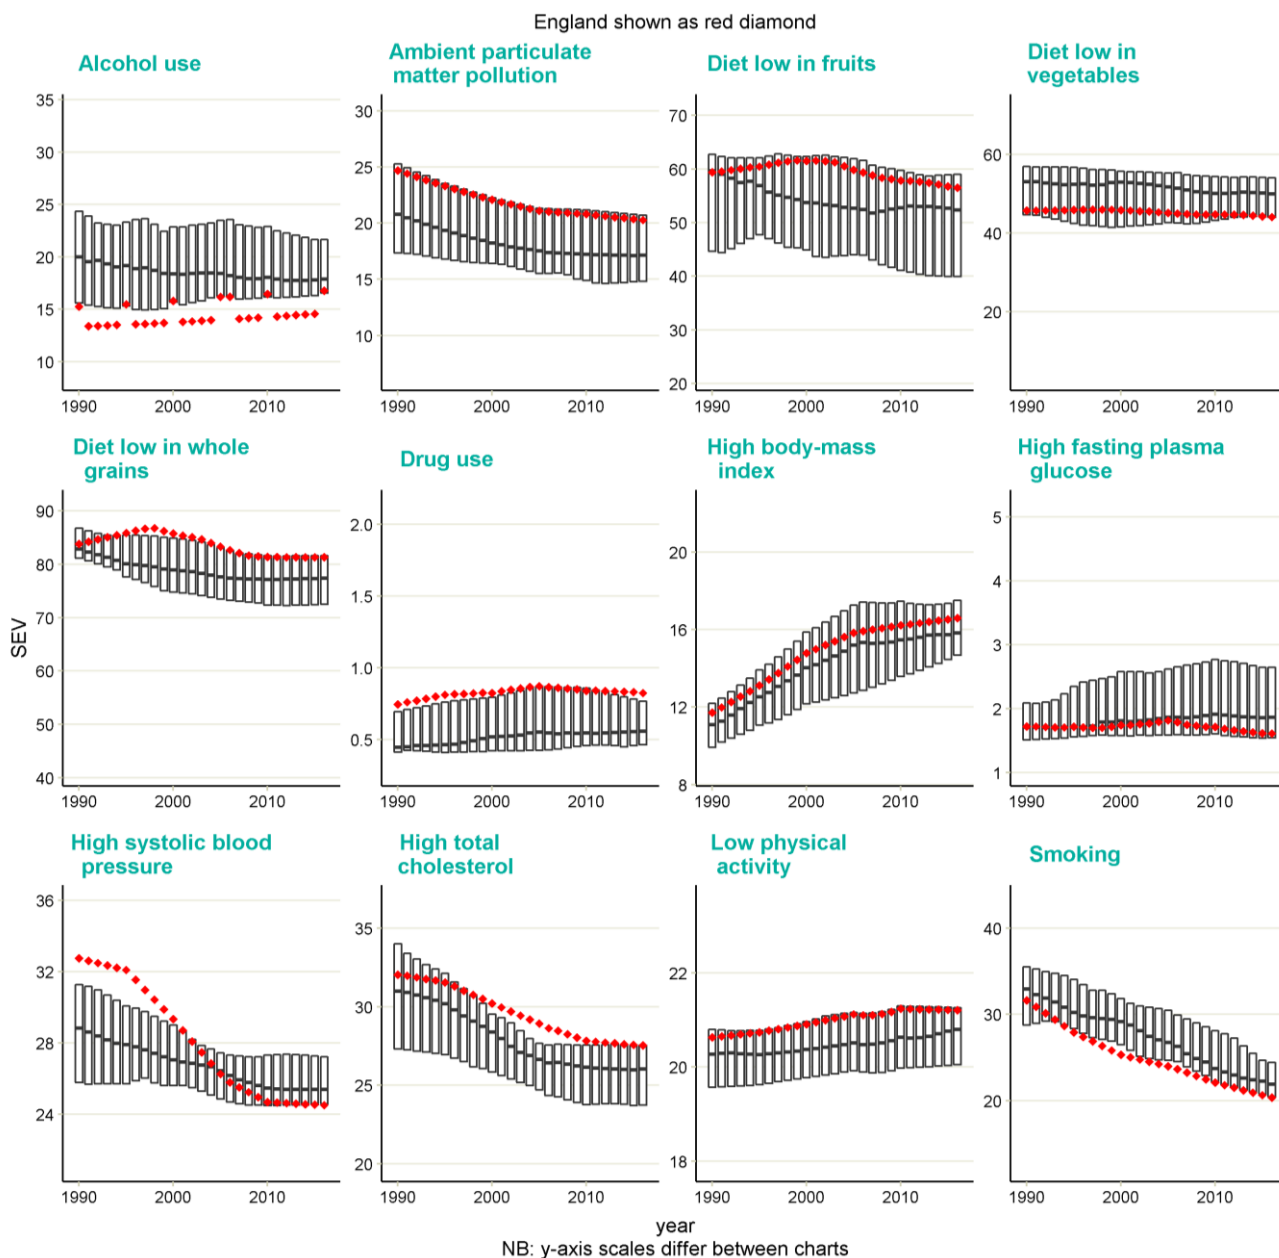 England shown as red diamond
Alcohol use
Ambient particulate
matter pollution
Diet low in fruits
Diet low in
vegetables
35
30
25
20
15
10
1990 2000 2010
30
25
20
15
10
1990 2000 2010
70
60
50
40
30
20
1990 2000 2010
60
40
20
1990 2000 2010
Diet low in whole
grains
Drug use
High body-mass
index
High fasting plasma
glucose
SEV
90
80
70
60
50
40
1990 2000 2010
2.0
1.5
1.0
0.5
1990 2000 2010
20
16
12
8
1990 2000 2010
5
4
3
2
1
1990 2000 2010
High systolic blood
pressure
High total
cholesterol
Low physical
activity
Smoking
36
32
28
24
1990 2000 2010
35
30
25
20
1990 2000 2010
22
20
18
1990 2000 2010
40
30
20
1990 2000 2010
year
NB: y-axis scales differ between charts